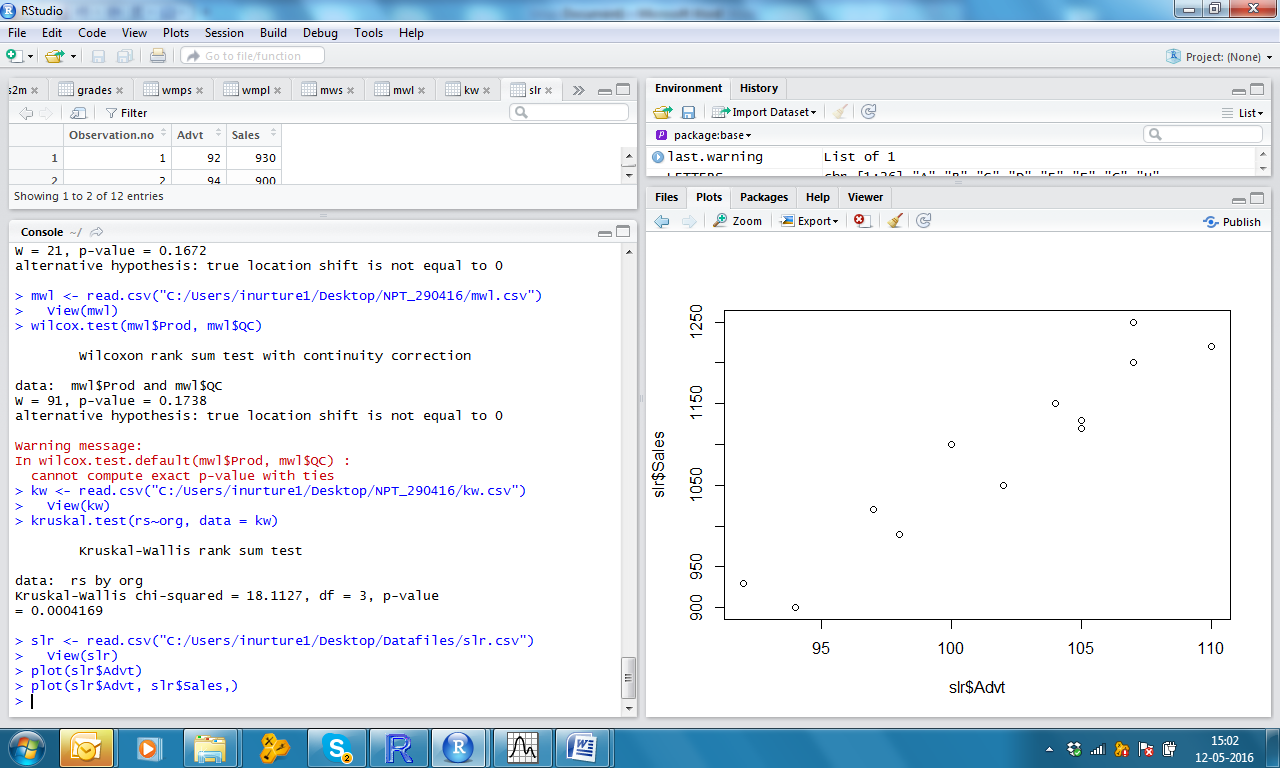 RStudio
File Edit Code View Plots Session Build Debug Tools Help
Go to file/function
Project: (None)
s2m grades wmps wmpl mws mwl kw slr
Filter
Observation.no Advt Sales
1 1 92 930
2 2 94 900
Showing 1 to 2 of 12 entries
Console ~/
W = 21, p-value = 0.1672
alternative hypothesis: true location shift is not equal to 0
> mwl <- read.csv("C:/Users/inurture1/Desktop/NPT_290416/mwl.csv")
>   View(mwl)
> wilcox.test(mwl$Prod, mwl$QC)
Wilcoxon rank sum test with continuity correction
data:  mwl$Prod and mwl$QC
W = 91, p-value = 0.1738
alternative hypothesis: true location shift is not equal to 0
Warning message:
In wilcox.test.default(mwl$Prod, mwl$QC) :
  cannot compute exact p-value with ties
> kw <- read.csv("C:/Users/inurture1/Desktop/NPT_290416/kw.csv")
>   View(kw)
> kruskal.test(rs~org, data = kw)
Kruskal-Wallis rank sum test
data:  rs by org
Kruskal-Wallis chi-squared = 18.1127, df = 3, p-value
= 0.0004169
> slr <- read.csv("C:/Users/inurture1/Desktop/Datafiles/slr.csv")
>   View(slr)
> plot(slr$Advt)
> plot(slr$Advt, slr$Sales,)
>
Environment History
Import Dataset
List
package:base
last.warning List of 1
LETTERS chr [1:26] "A" "B" "C" "D" "E" "F" "G" "H"
Files Plots Packages Help Viewer
Zoom Export Publish
slr$Sales
1250
1150
1050
950
900
95 100 105 110
slr$Advt
2
15:02
12-05-2016